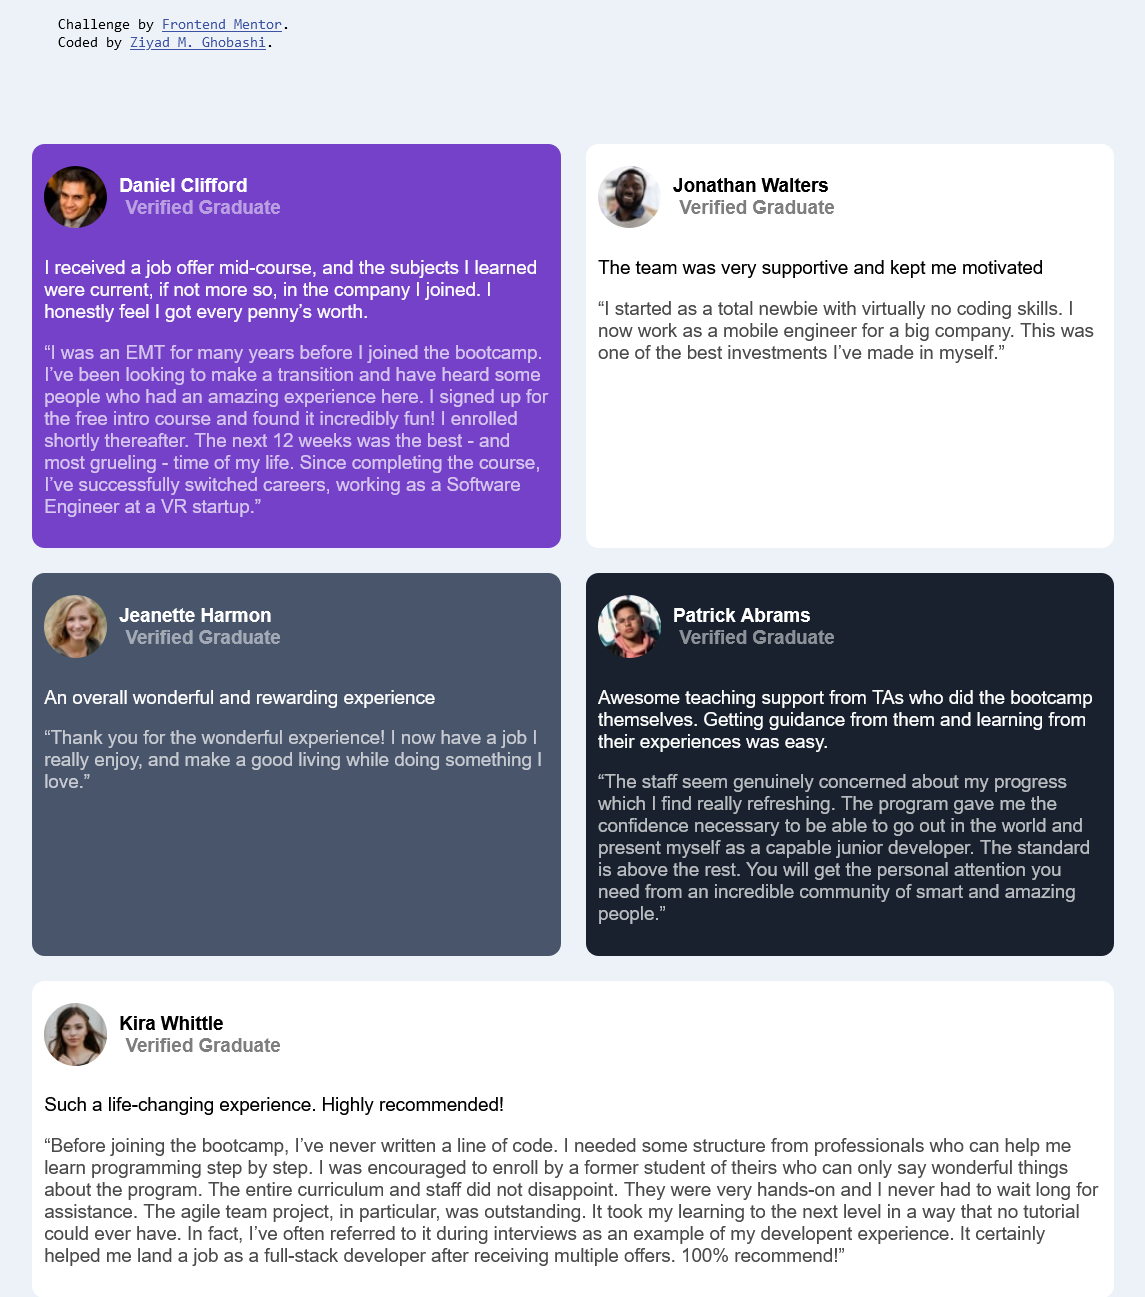 Challenge by Frontend Mentor.
Coded by Ziyad M. Ghobashi.
Daniel Clifford
Verified Graduate
I received a job offer mid-course, and the subjects I learned
were current, if not more so, in the company I joined. I
honestly feel I got every penny’s worth.
“I was an EMT for many years before I joined the bootcamp.
I’ve been looking to make a transition and have heard some
people who had an amazing experience here. I signed up for
the free intro course and found it incredibly fun! I enrolled
shortly thereafter. The next 12 weeks was the best - and
most grueling - time of my life. Since completing the course,
I’ve successfully switched careers, working as a Software
Engineer at a VR startup.”
Jonathan Walters
Verified Graduate
The team was very supportive and kept me motivated
“I started as a total newbie with virtually no coding skills. I
now work as a mobile engineer for a big company. This was
one of the best investments I’ve made in myself.”
Jeanette Harmon
Verified Graduate
An overall wonderful and rewarding experience
“Thank you for the wonderful experience! I now have a job I
really enjoy, and make a good living while doing something I
love.”
Patrick Abrams
Verified Graduate
Awesome teaching support from TAs who did the bootcamp
themselves. Getting guidance from them and learning from
their experiences was easy.
“The staff seem genuinely concerned about my progress
which I find really refreshing. The program gave me the
confidence necessary to be able to go out in the world and
present myself as a capable junior developer. The standard
is above the rest. You will get the personal attention you
need from an incredible community of smart and amazing
people.”
Kira Whittle
Verified Graduate
Such a life-changing experience. Highly recommended!
“Before joining the bootcamp, I’ve never written a line of code. I needed some structure from professionals who can help me
learn programming step by step. I was encouraged to enroll by a former student of theirs who can only say wonderful things
about the program. The entire curriculum and staff did not disappoint. They were very hands-on and I never had to wait long for
assistance. The agile team project, in particular, was outstanding. It took my learning to the next level in a way that no tutorial
could ever have. In fact, I’ve often referred to it during interviews as an example of my developent experience. It certainly
helped me land a job as a full-stack developer after receiving multiple offers. 100% recommend!”